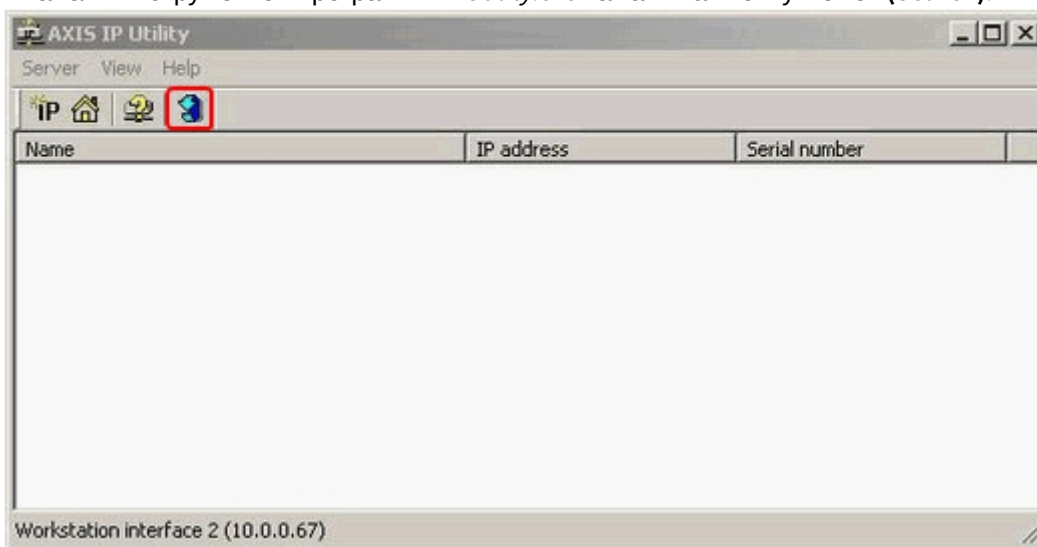 AXIS IP Utility
Server View Help
IP
Name IP address Serial number
Workstation interface 2 (10.0.0.67)